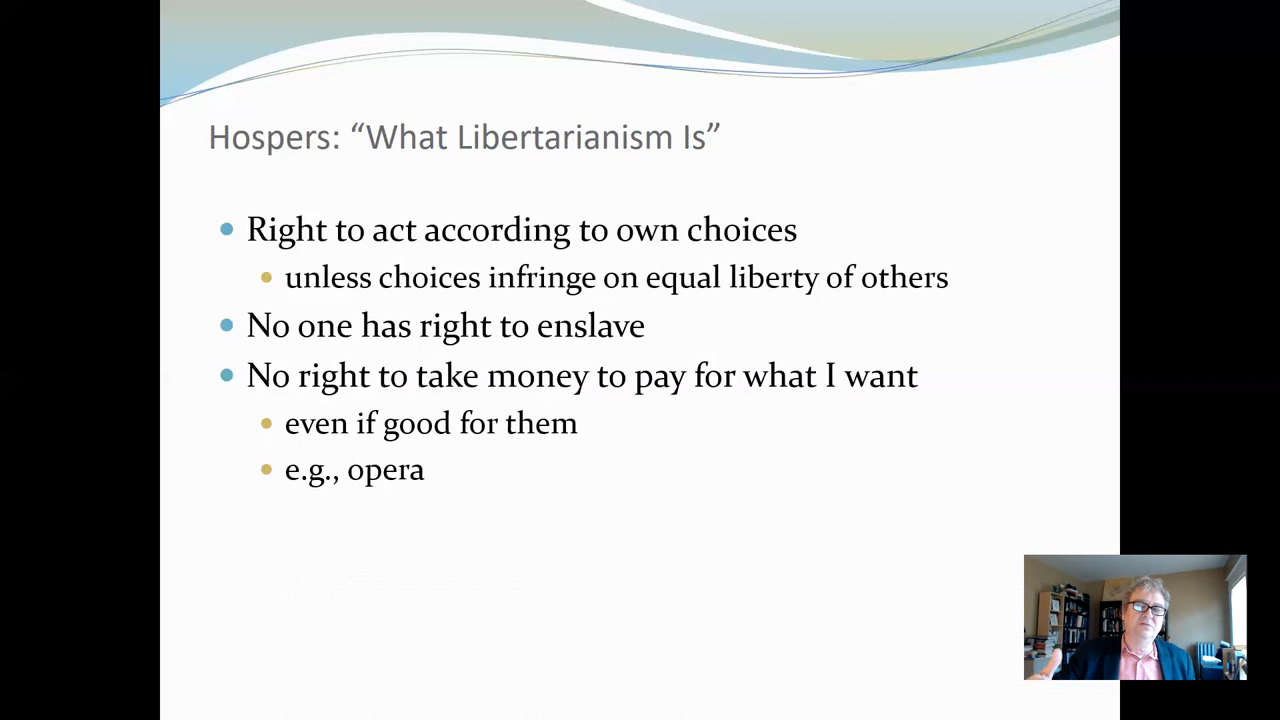 Hospers: “What Libertarianism Is”
Right to act according to own choices
unless choices infringe on equal liberty of others
No one has right to enslave
No right to take money to pay for what I want
even if good for them
e.g., opera